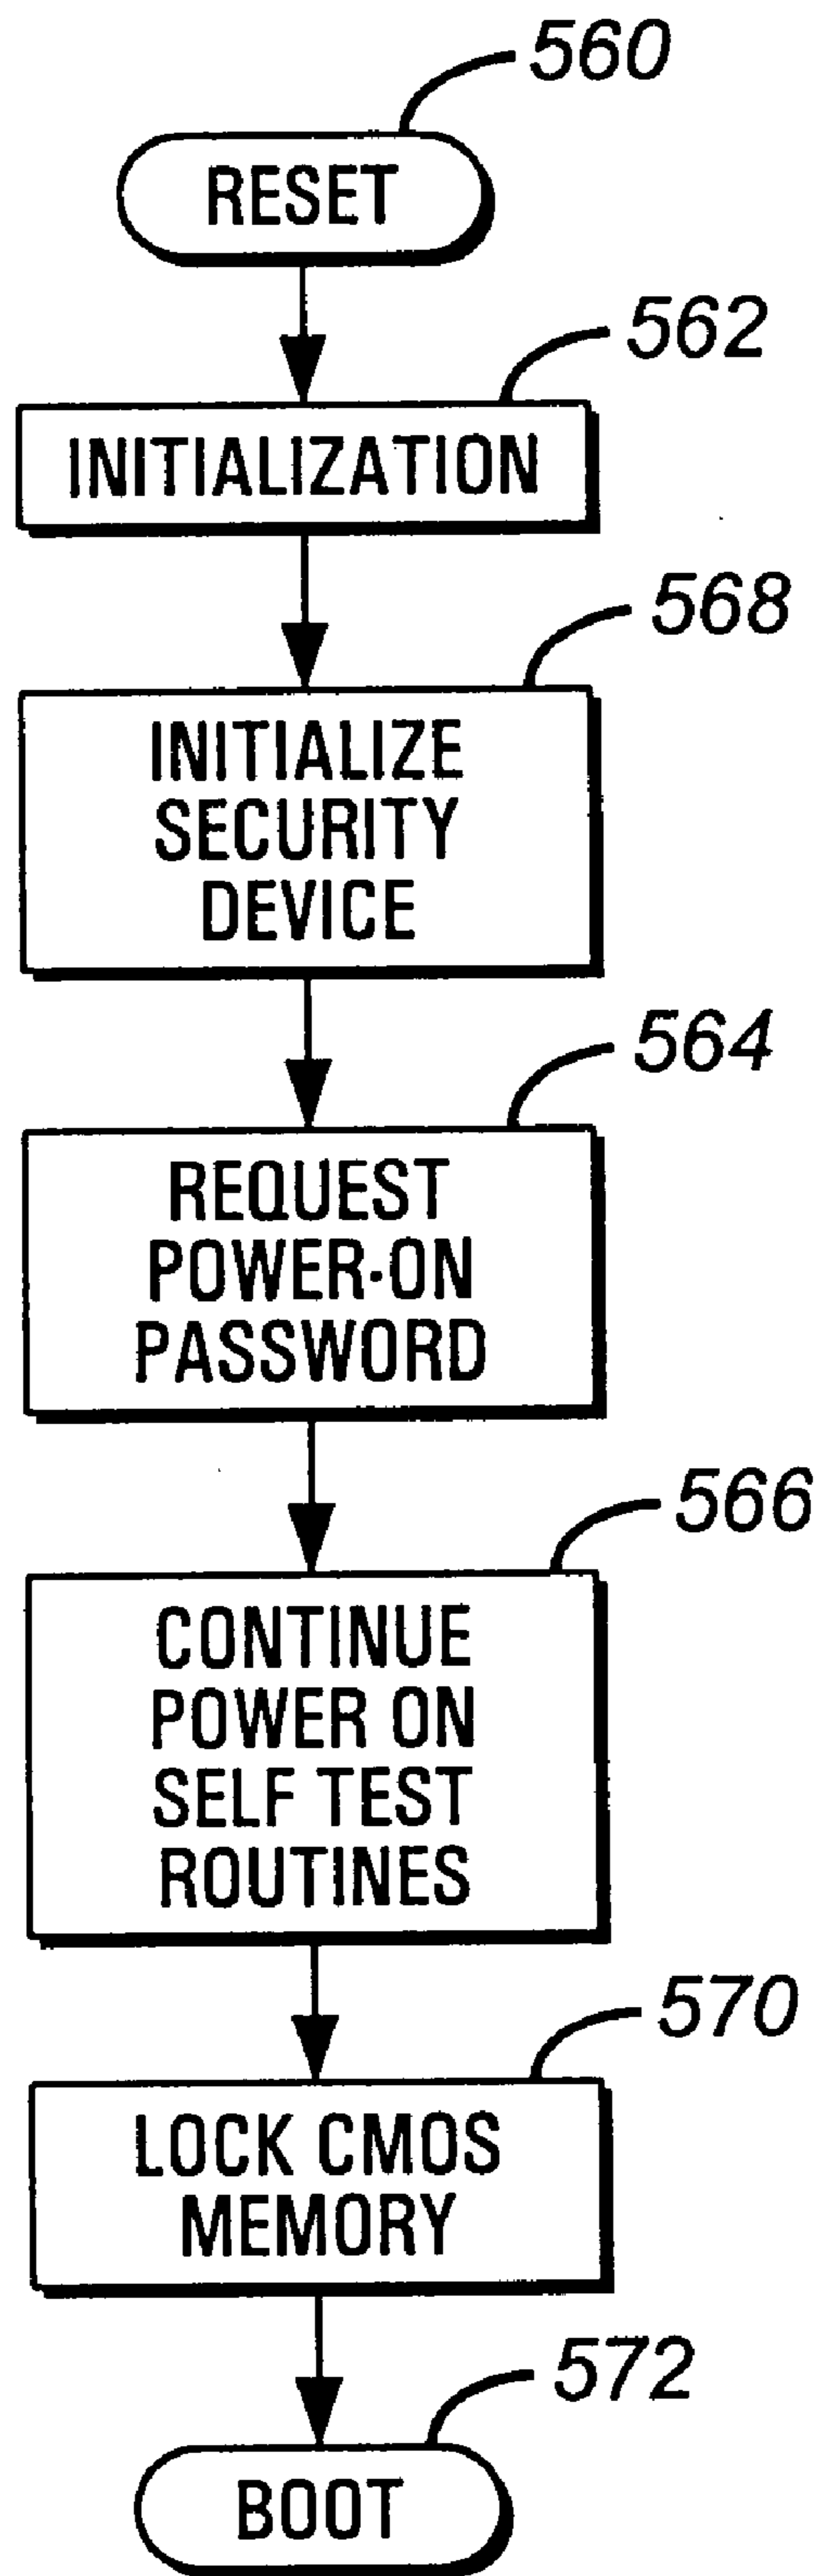 560
RESET
562
INITIALIZATION
568
INITIALIZE
SECURITY
DEVICE
564
REQUEST
POWER-ON
PASSWORD
566
CONTINUE
POWER ON
SELF TEST
ROUTINES
570
LOCK CMOS
MEMORY
572
BOOT